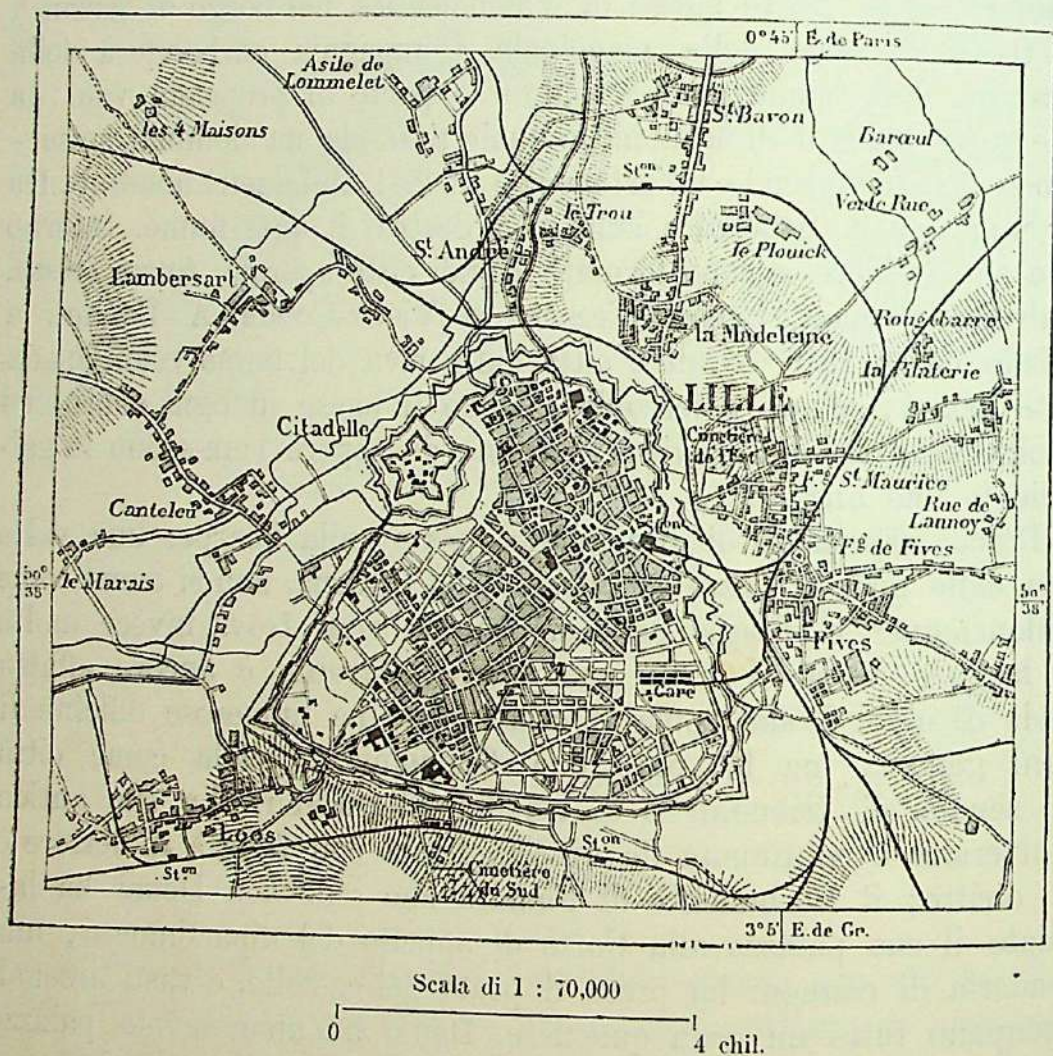 0° 45' E. de Paris
Asile de
Lommelet
les 4 Maisons
St. Baron
Barœul
Ston
le Trou
Verte Rue
St. André
le Plouick
Lambersart
Rougebarre
la Madeleine
la Pilaterie
LILLE
Citadelle
Cimetière
de l'Est
F.g St. Maurice
Canteleu
Rue de
Lannoy
Ston
F.g de Fives
50°
38'
le Marais
50°
38'
Fives
Gare
Loos
Ston
Ston
Cimetière
du Sud
3° 5' E. de Gr.
Scala di 1 : 70,000
0
4 chil.